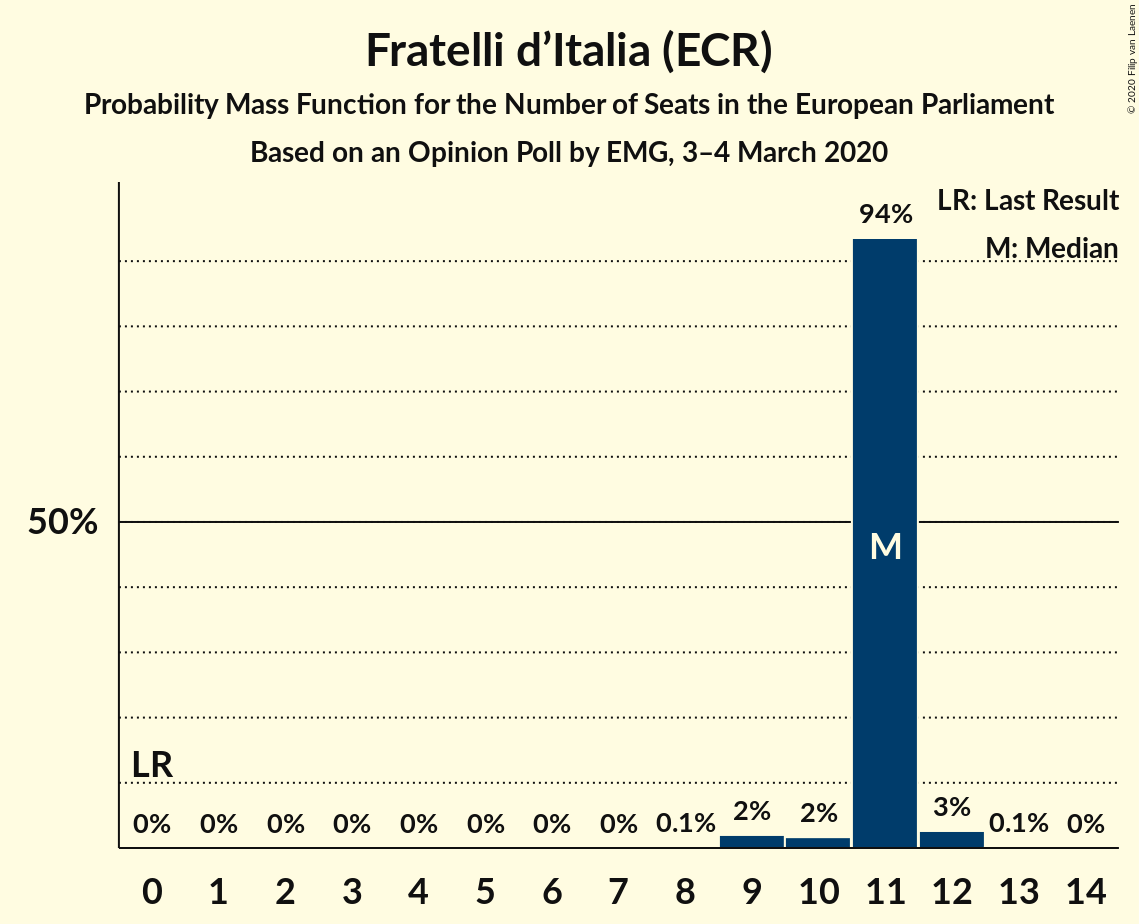 Fratelli d’Italia (ECR)
Probability Mass Function for the Number of Seats in the European Parliament
Based on an Opinion Poll by EMG, 3–4 March 2020
© 2020 Filip van Laenen
LR: Last Result
M: Median
94%
50%
M
LR
0% 0% 0% 0% 0% 0% 0% 0% 0.1% 2% 2% 3% 0.1% 0%
0 1 2 3 4 5 6 7 8 9 10 11 12 13 14